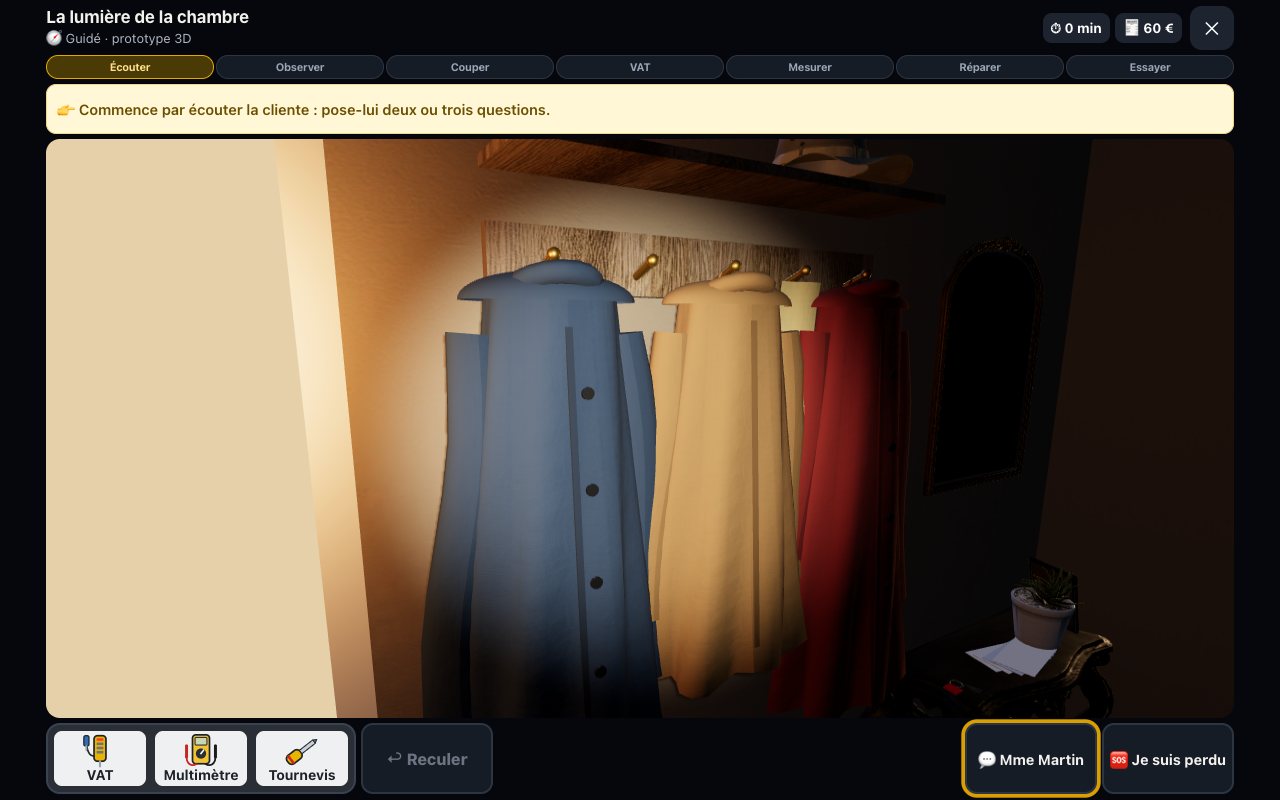 La lumière de la chambre
🧭 Guidé · prototype 3D
⏱ 0 min
🧾 60 €
✕
Écouter
Observer
Couper
VAT
Mesurer
Réparer
Essayer
👉 Commence par écouter la cliente : pose-lui deux ou trois questions.
VAT
Multimètre
Tournevis
↩ Reculer
💬 Mme Martin
🆘 Je suis perdu